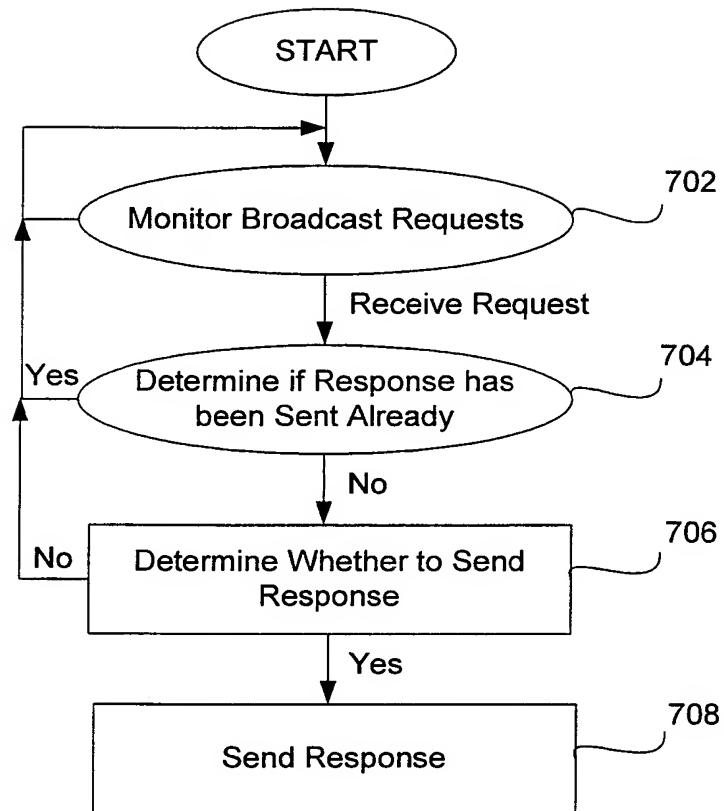 START
702
Monitor Broadcast Requests
Receive Request
704
Yes
Determine if Response has
been Sent Already
No
706
No
Determine Whether to Send
Response
Yes
708
Send Response